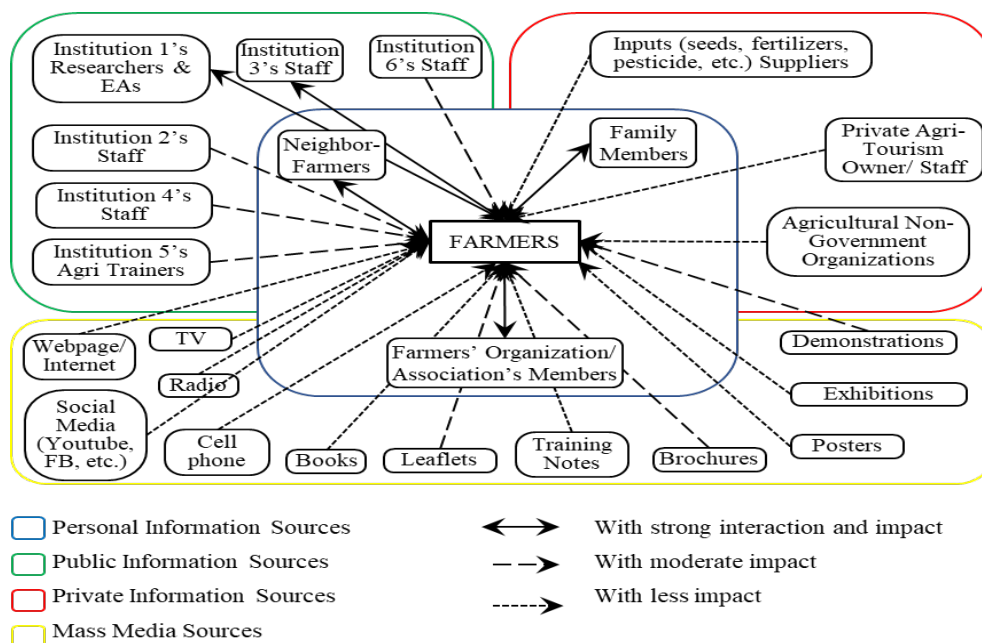 Institution 1's
Researchers &
EAs
Institution
3's Staff
Institution
6's Staff
Inputs (seeds, fertilizers,
pesticide, etc.) Suppliers
Institution 2's
Staff
Neighbor-
Farmers
Family
Members
Private Agri-
Tourism
Owner/ Staff
Institution 4's
Staff
FARMERS
Agricultural Non-
Government
Organizations
Institution 5's
Agri Trainers
Webpage/
Internet
TV
Farmers' Organization/
Association's Members
Demonstrations
Radio
Exhibitions
Social
Media
(Youtube,
FB, etc.)
Cell
phone
Books
Leaflets
Training
Notes
Brochures
Posters
Personal Information Sources
With strong interaction and impact
Public Information Sources
With moderate impact
Private Information Sources
With less impact
Mass Media Sources